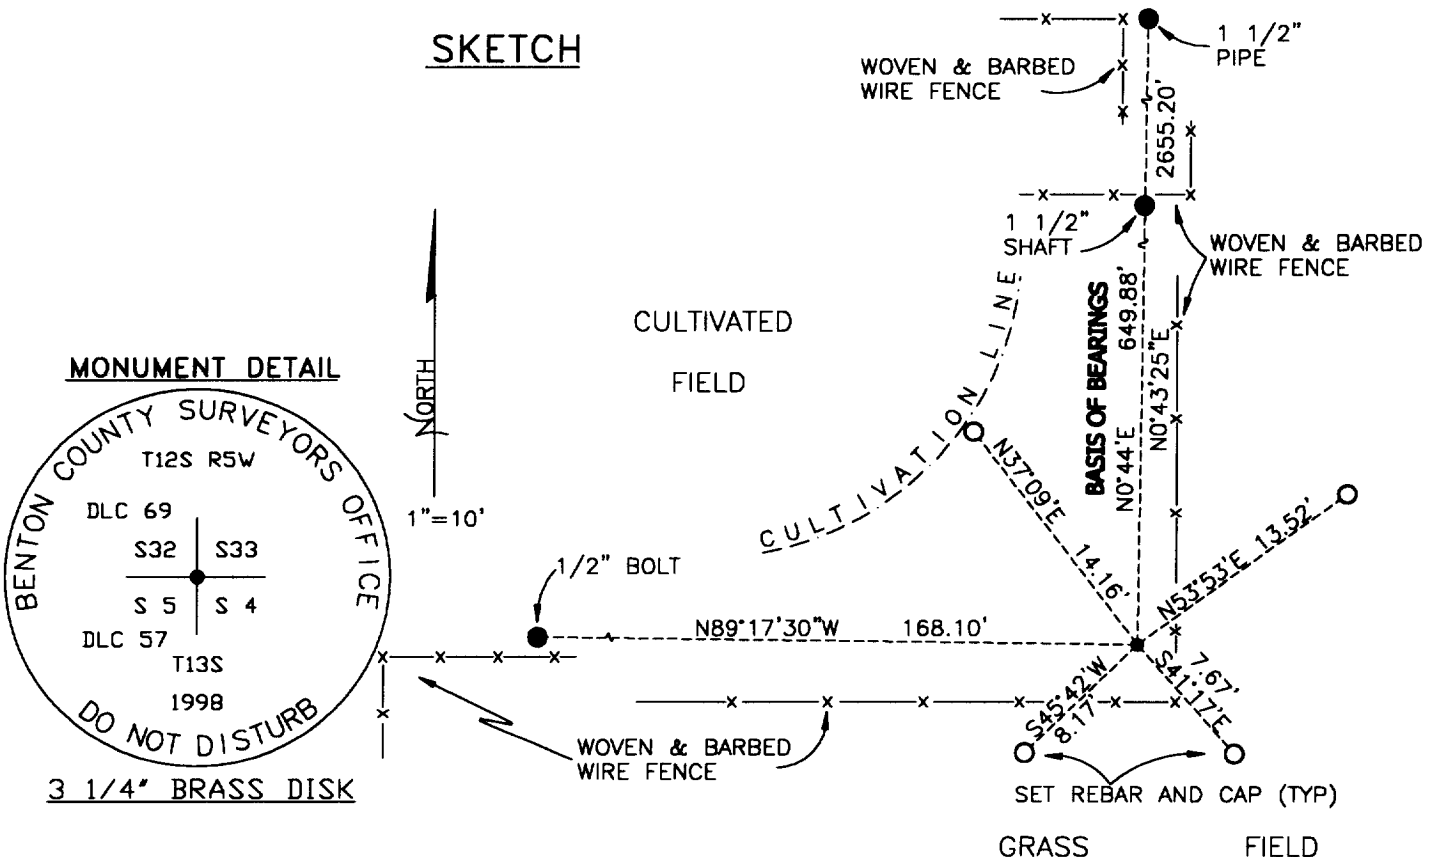 SKETCH
1 1/2"
PIPE
WOVEN & BARBED
WIRE FENCE
2655.20'
1 1/2"
SHAFT
WOVEN & BARBED
WIRE FENCE
BASIS OF BEARINGS
N0°44'E
649.88'
N0°43'25"E
CULTIVATED
FIELD
CULTIVATION LINE
NORTH
1"=10'
MONUMENT DETAIL
BENTON COUNTY SURVEYORS OFFICE
T12S R5W
DLC 69
S32 S33
S 5 S 4
DLC 57
T13S
1998
DO NOT DISTURB
3 1/4" BRASS DISK
1/2" BOLT
N89°17'30"W 168.10'
N37°09'E
14.16'
N53°53'E 13.52'
S45°42'W
8.17'
7.67'
S41°17'E
WOVEN & BARBED
WIRE FENCE
SET REBAR AND CAP (TYP)
GRASS FIELD